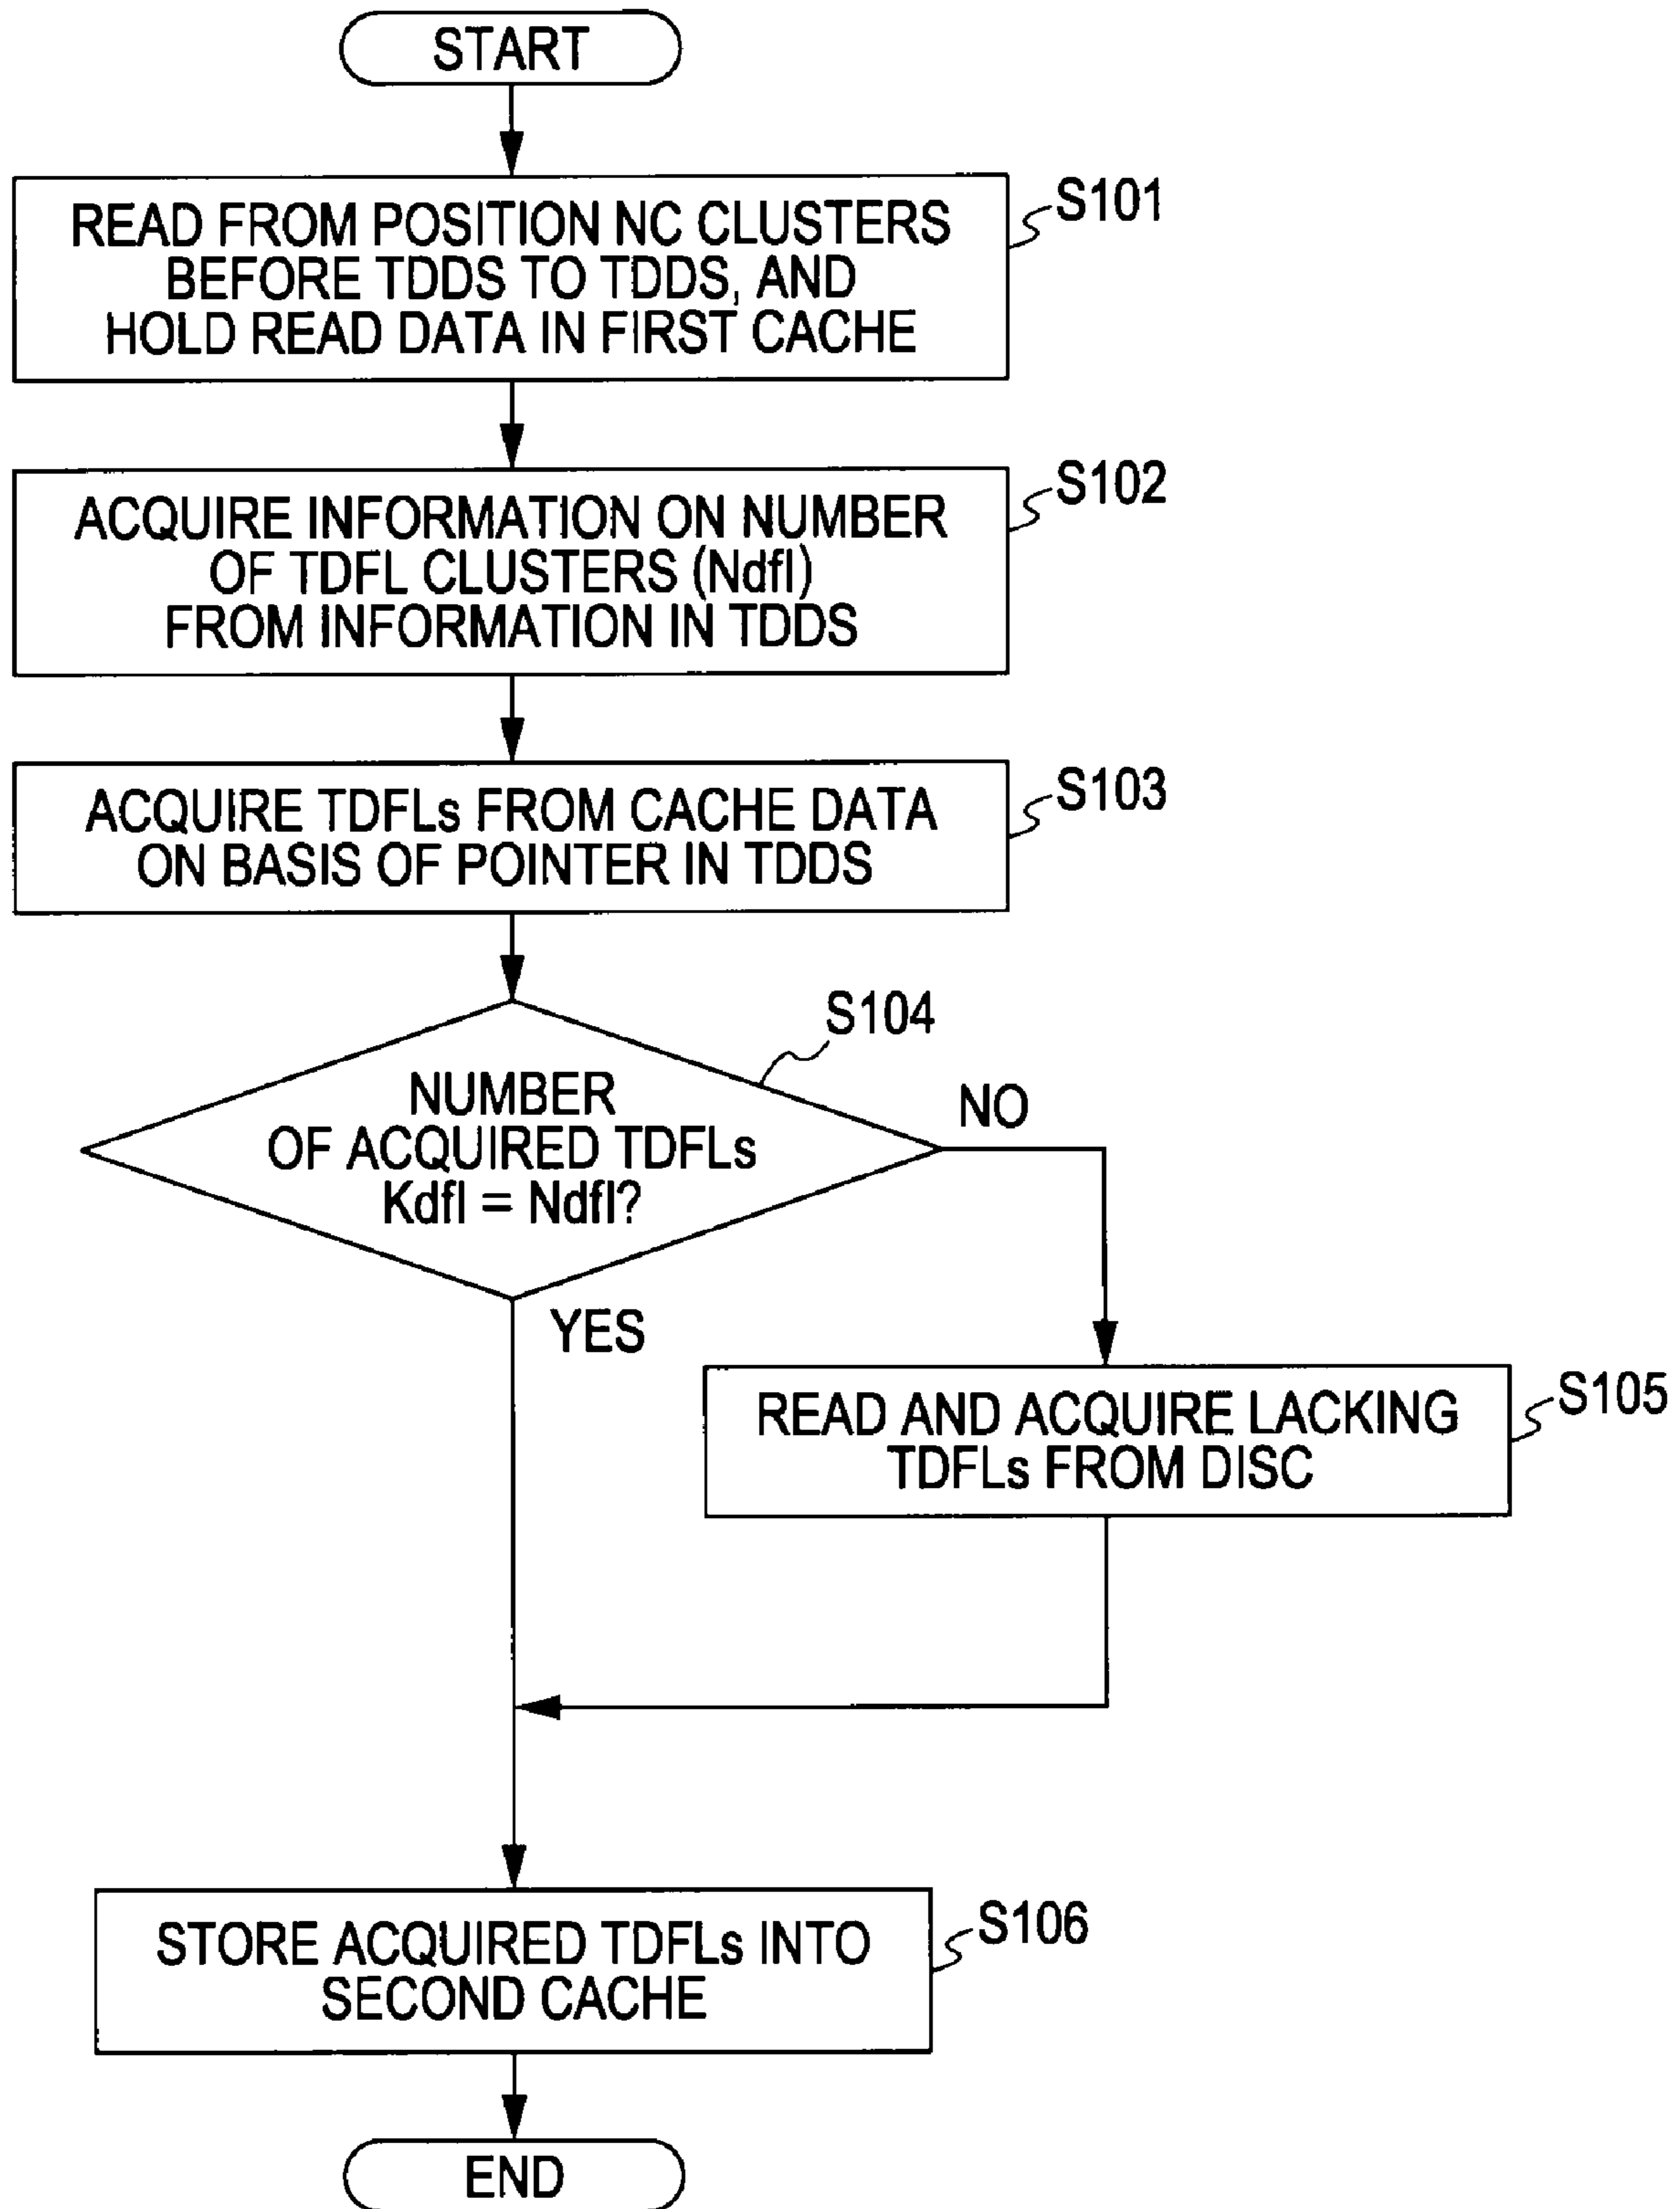 START
READ FROM POSITION NC CLUSTERS
BEFORE TDDS TO TDDS, AND
HOLD READ DATA IN FIRST CACHE
S101
ACQUIRE INFORMATION ON NUMBER
OF TDFL CLUSTERS (Ndfl)
FROM INFORMATION IN TDDS
S102
ACQUIRE TDFLs FROM CACHE DATA
ON BASIS OF POINTER IN TDDS
S103
S104
NUMBER
OF ACQUIRED TDFLs
Kdfl = Ndfl?
NO
YES
READ AND ACQUIRE LACKING
TDFLs FROM DISC
S105
STORE ACQUIRED TDFLs INTO
SECOND CACHE
S106
END